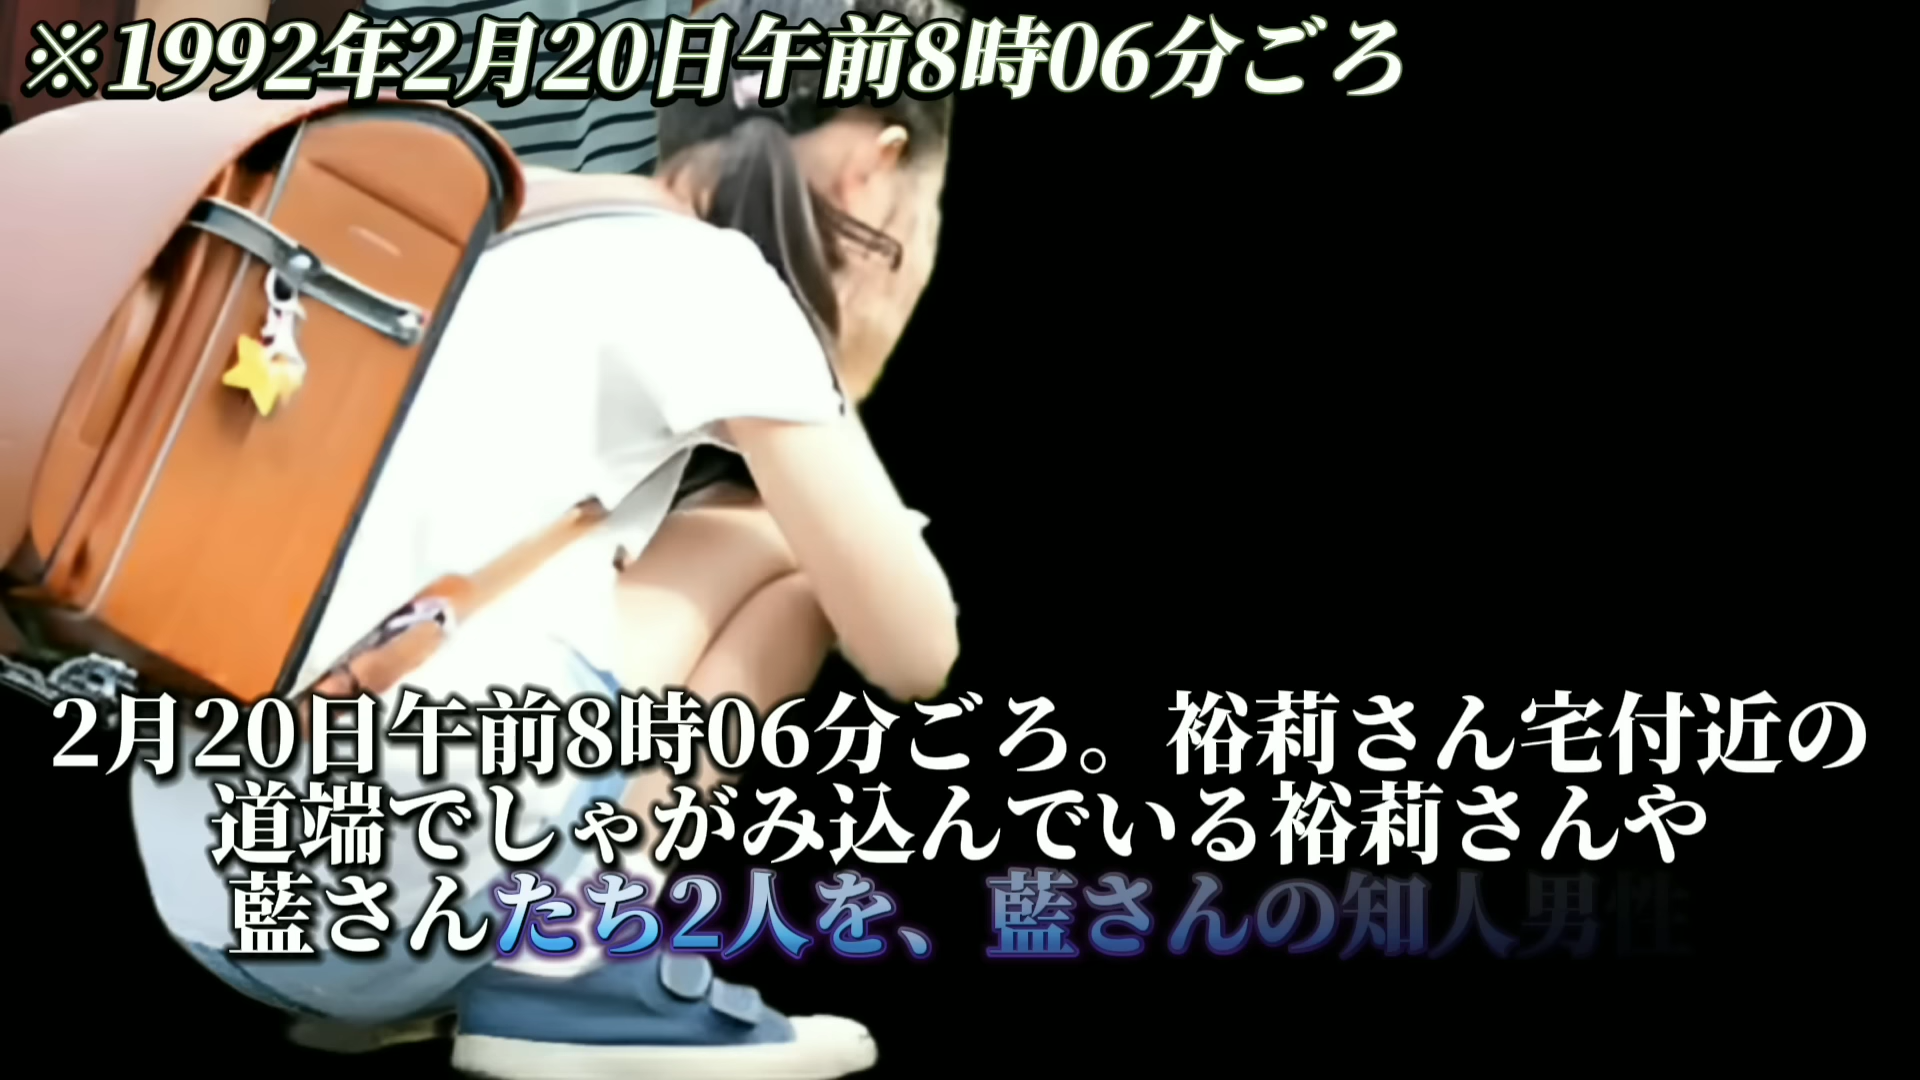 ※1992年2月20日午前8時06分ごろ
2月20日午前8時06分ごろ。裕莉さん宅付近の
道端でしゃがみ込んでいる裕莉さんや
藍さんたち2人を、藍さんの知人男性